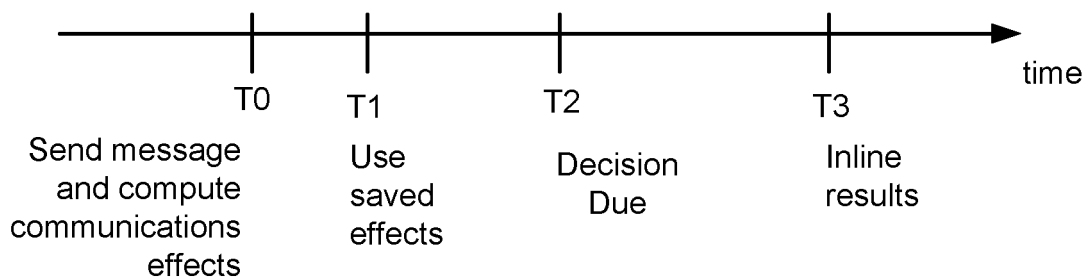 time
T0
T1
T2
T3
Send message
and compute
communications
effects
Use
saved
effects
Decision
Due
Inline
results